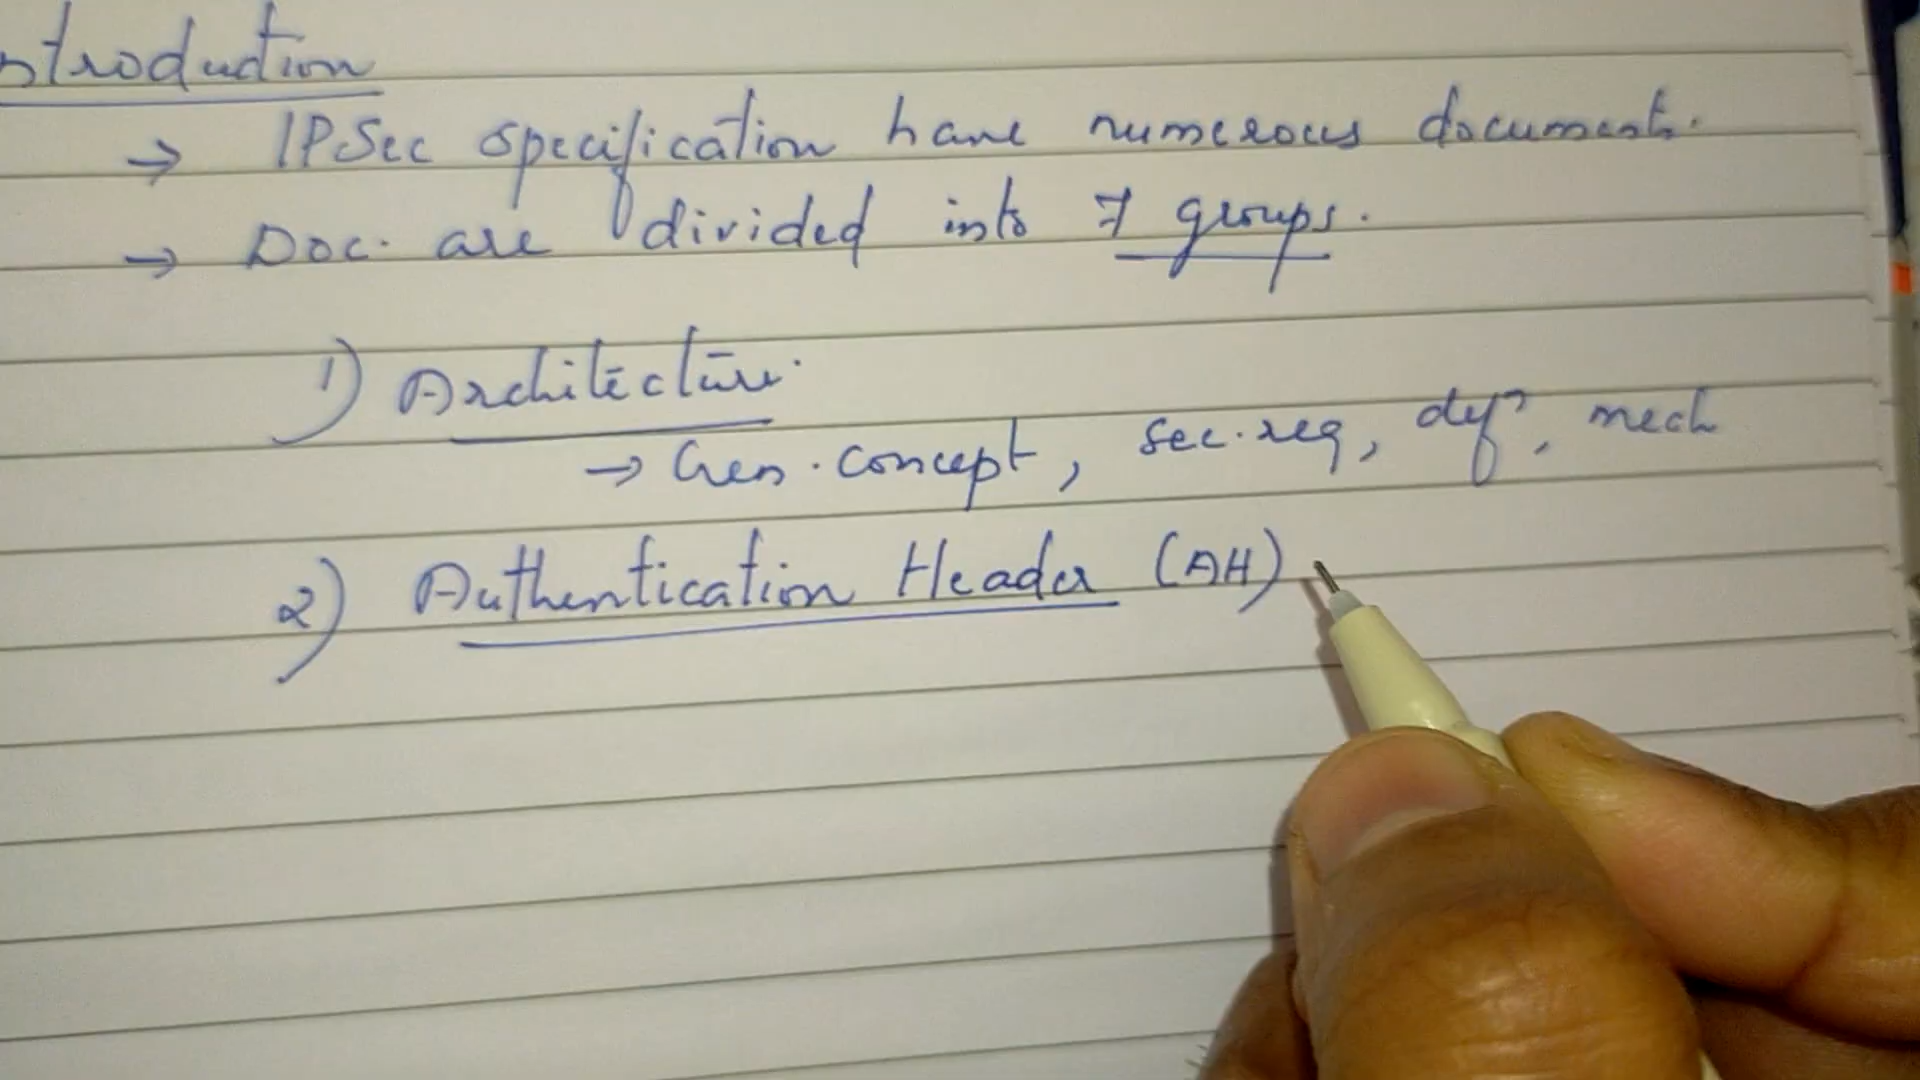 ntroduction
→ IPSec specification have numerous documents.
→ Doc. are divided into 7 groups.
1) Architecture.
→ Gen. concept, sec. req, defn, mech
2) Authentication Header (AH)